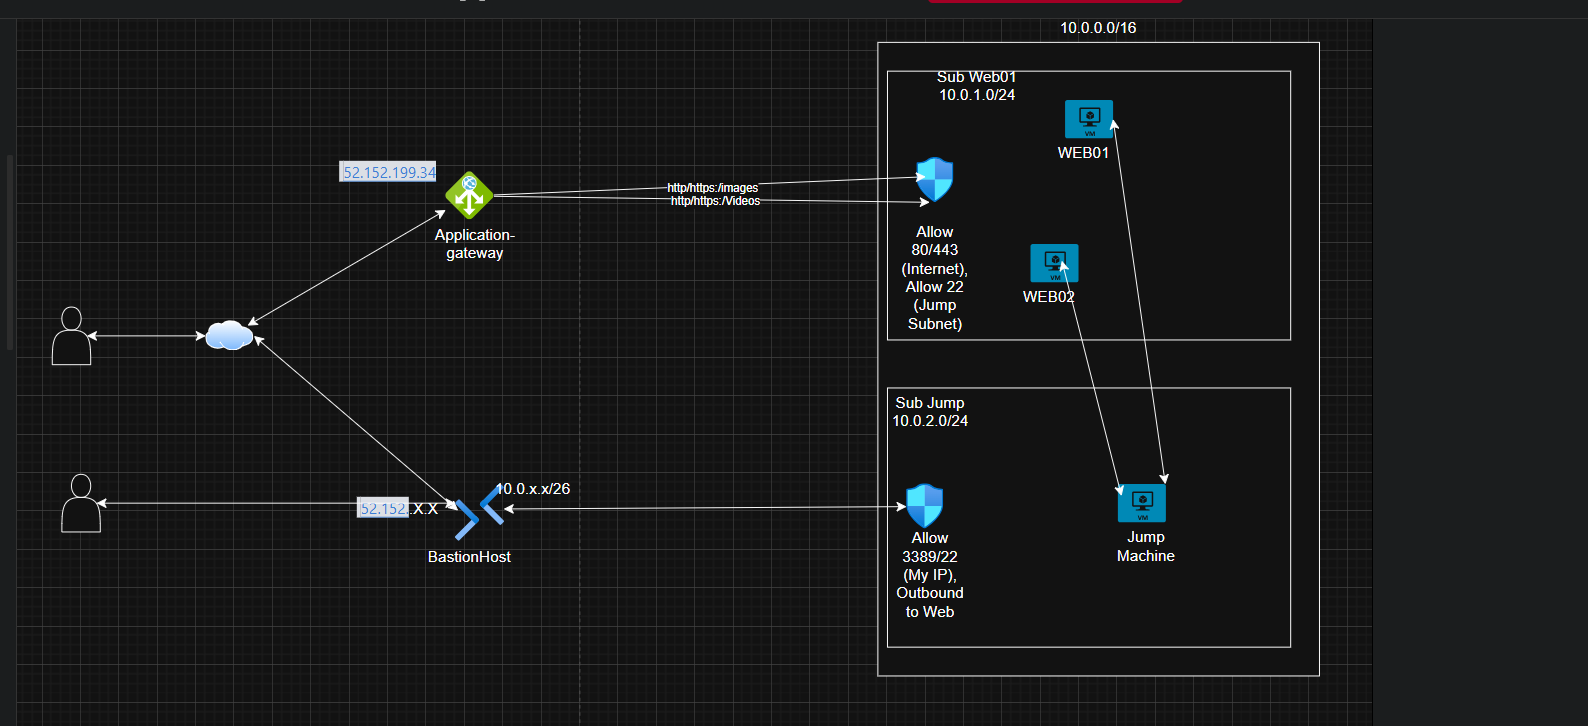 10.0.0.0/16
Sub Web01
10.0.1.0/24
VM
WEB01
52.152.199.34
http/https:/images
http/https:/Videos
Application-
gateway
Allow
80/443
(Internet),
Allow 22
(Jump
Subnet)
VM
WEB02
Sub Jump
10.0.2.0/24
10.0.x.x/26
52.152.X.X
BastionHost
VM
Jump
Machine
Allow
3389/22
(My IP),
Outbound
to Web